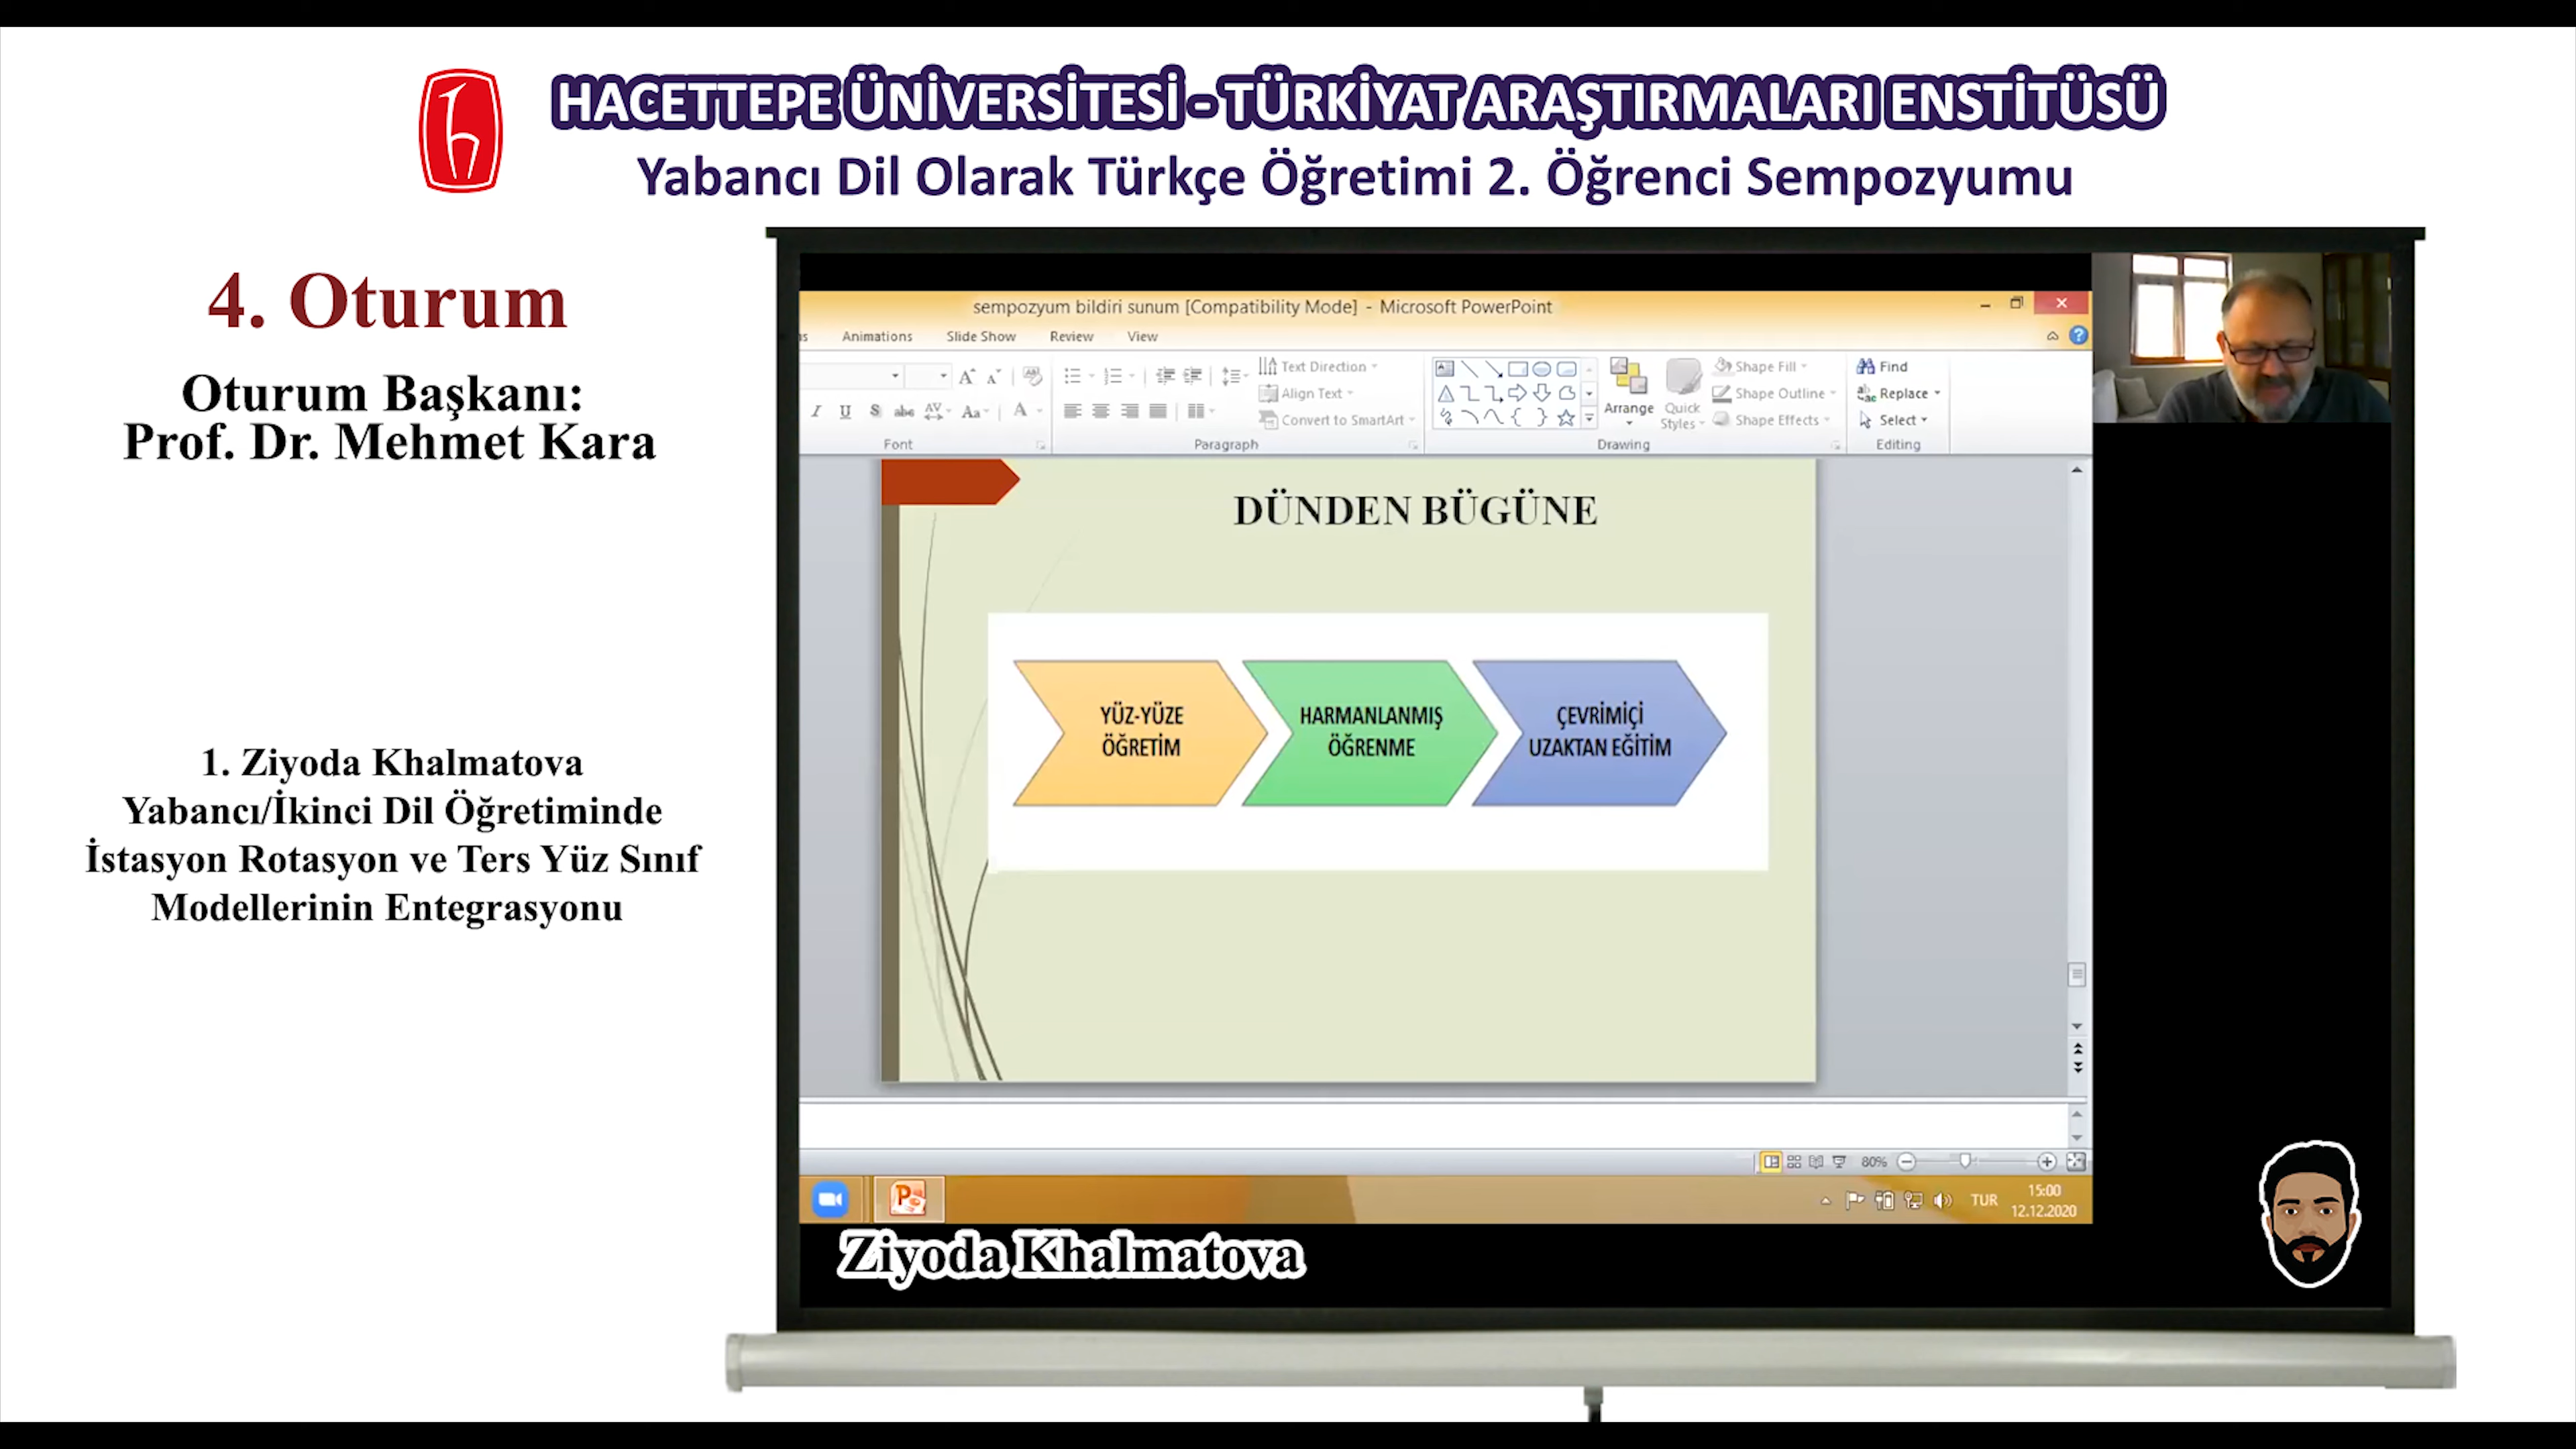 HACETTEPE ÜNİVERSİTESİ - TÜRKİYAT ARAŞTIRMALARI ENSTİTÜSÜ
Yabancı Dil Olarak Türkçe Öğretimi 2. Öğrenci Sempozyumu
4. Oturum
Oturum Başkanı:
Prof. Dr. Mehmet Kara
1. Ziyoda Khalmatova
Yabancı/İkinci Dil Öğretiminde
İstasyon Rotasyon ve Ters Yüz Sınıf
Modellerinin Entegrasyonu
sempozyum bildiri sunum [Compatibility Mode] - Microsoft PowerPoint
Animations Slide Show Review View
Text Direction
Align Text
Convert to SmartArt
Arrange
Quick
Styles
Shape Fill
Shape Outline
Shape Effects
Find
Replace
Select
Font Paragraph Drawing Editing
DÜNDEN BÜGÜNE
YÜZ-YÜZE
ÖĞRETİM
HARMANLANMIŞ
ÖĞRENME
ÇEVRİMİÇİ
UZAKTAN EĞİTİM
80%
TUR
15:00
12.12.2020
Ziyoda Khalmatova